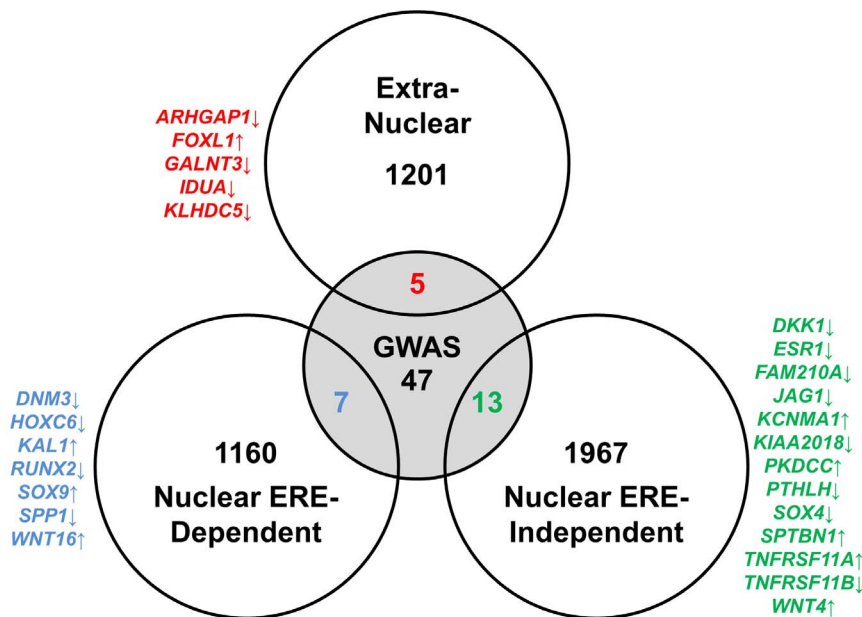 Extra-
Nuclear
1201
ARHGAP1↓
FOXL1↑
GALNT3↓
IDUA↓
KLHDC5↓
5
GWAS
47
7
13
DNM3↓
HOXC6↓
KAL1↑
RUNX2↓
SOX9↑
SPP1↓
WNT16↑
1160
Nuclear ERE-
Dependent
1967
Nuclear ERE-
Independent
DKK1↓
ESR1↓
FAM210A↓
JAG1↓
KCNMA1↑
KIAA2018↓
PKDCC↑
PTHLH↓
SOX4↓
SPTBN1↑
TNFRSF11A↑
TNFRSF11B↓
WNT4↑